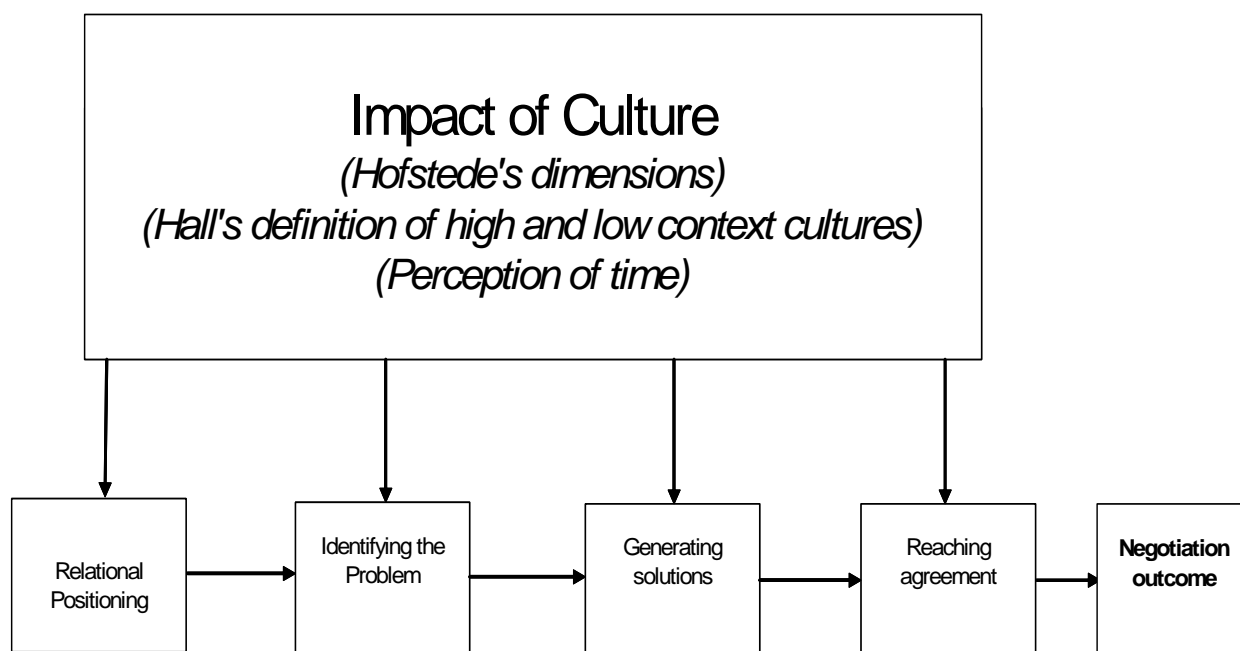 Impact of Culture
(Hofstede's dimensions)
(Hall's definition of high and low context cultures)
(Perception of time)
Relational
Positioning
Identifying the
Problem
Generating
solutions
Reaching
agreement
Negotiation
outcome